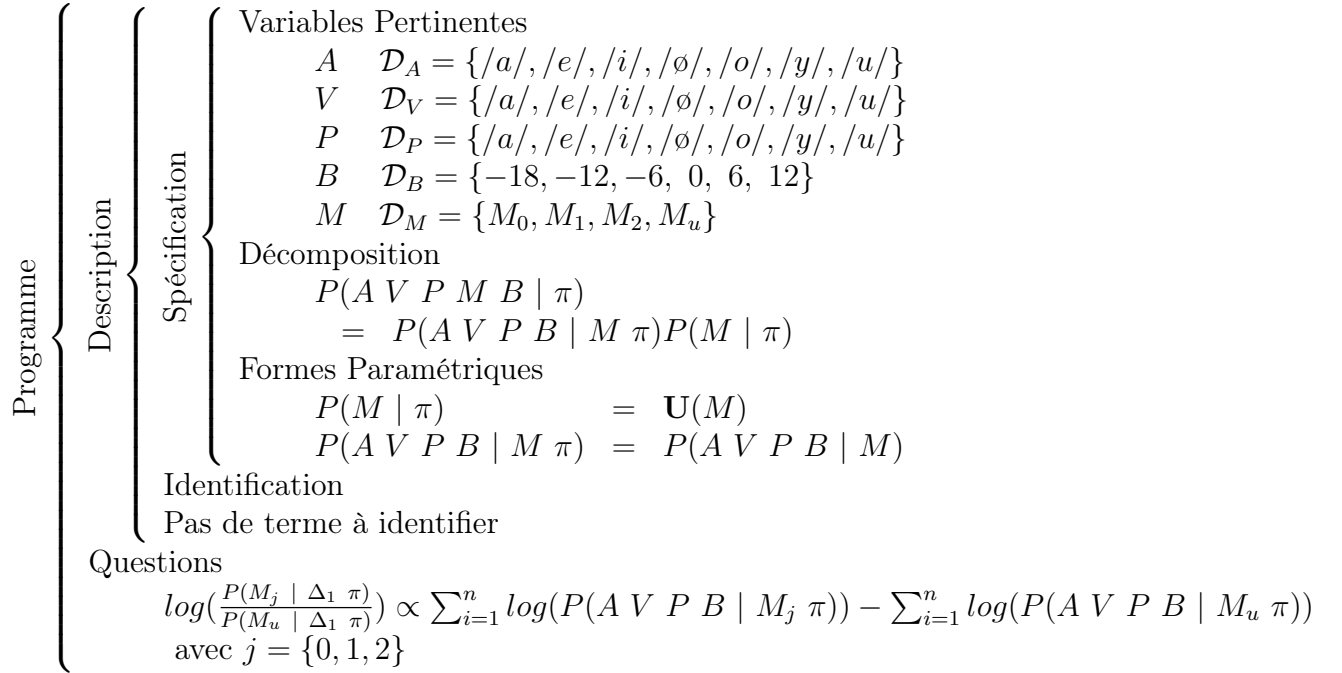 Programme
Description
Spécification
Variables Pertinentes
A 𝒟_A = {/a/, /e/, /i/, /ø/, /o/, /y/, /u/}
V 𝒟_V = {/a/, /e/, /i/, /ø/, /o/, /y/, /u/}
P 𝒟_P = {/a/, /e/, /i/, /ø/, /o/, /y/, /u/}
B 𝒟_B = {−18, −12, −6, 0, 6, 12}
M 𝒟_M = {M_0, M_1, M_2, M_u}
Décomposition
P(A V P M B | π)
= P(A V P B | M π)P(M | π)
Formes Paramétriques
P(M | π) = U(M)
P(A V P B | M π) = P(A V P B | M)
Identification
Pas de terme à identifier
Questions
log(P(M_j | Δ_1 π)/P(M_u | Δ_1 π)) ∝ ∑_{i=1}^{n} log(P(A V P B | M_j π)) − ∑_{i=1}^{n} log(P(A V P B | M_u π))
avec j = {0, 1, 2}